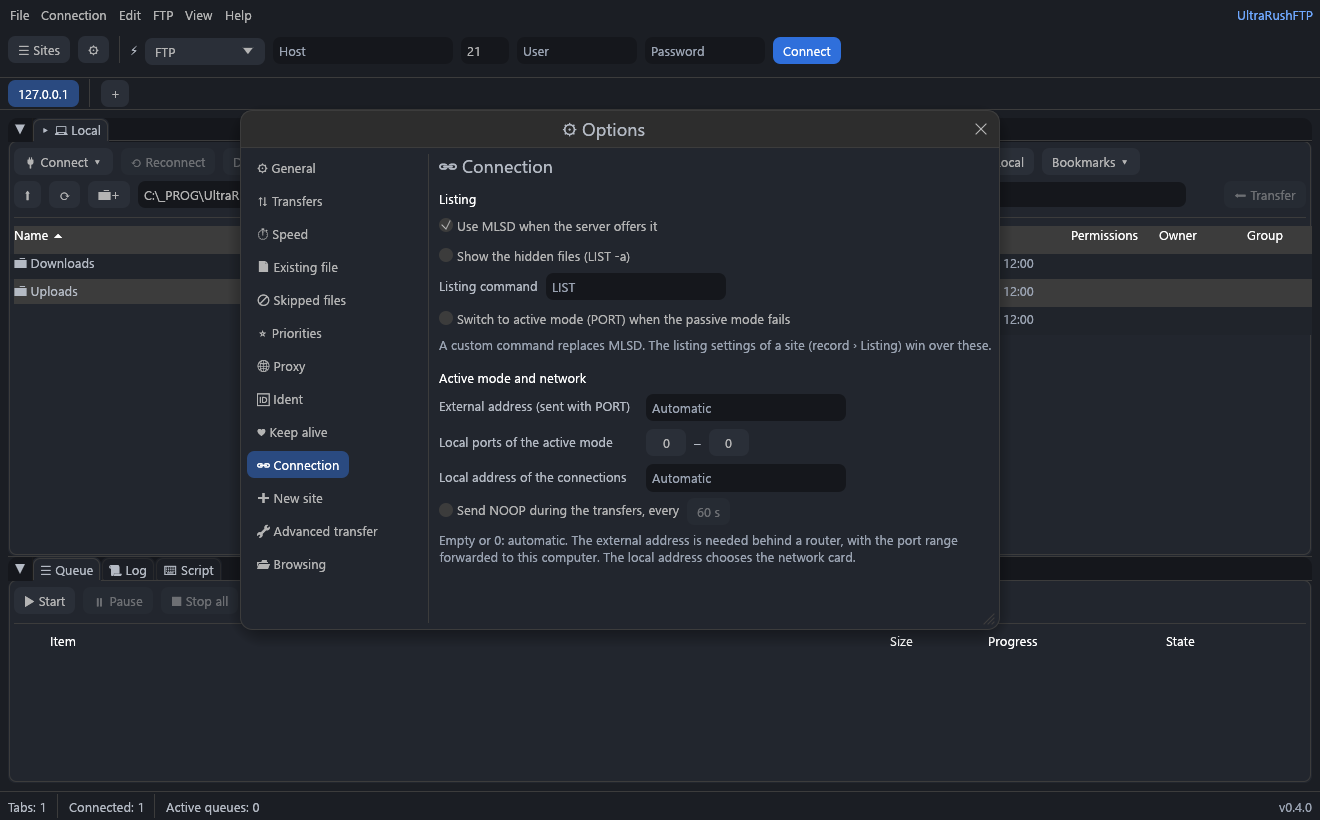 File Connection Edit FTP View Help UltraRushFTP
Sites FTP Host 21 User Password Connect
127.0.0.1 +
Local
Connect Reconnect D ocal Bookmarks
C:\_PROG\UltraR Transfer
Name Permissions Owner Group
Downloads 12:00
Uploads 12:00
12:00
Options
General
Transfers
Speed
Existing file
Skipped files
Priorities
Proxy
Ident
Keep alive
Connection
New site
Advanced transfer
Browsing
Connection
Listing
Use MLSD when the server offers it
Show the hidden files (LIST -a)
Listing command LIST
Switch to active mode (PORT) when the passive mode fails
A custom command replaces MLSD. The listing settings of a site (record › Listing) win over these.
Active mode and network
External address (sent with PORT) Automatic
Local ports of the active mode 0 – 0
Local address of the connections Automatic
Send NOOP during the transfers, every 60 s
Empty or 0: automatic. The external address is needed behind a router, with the port range
forwarded to this computer. The local address chooses the network card.
Queue Log Script
Start Pause Stop all
Item Size Progress State
Tabs: 1 Connected: 1 Active queues: 0 v0.4.0